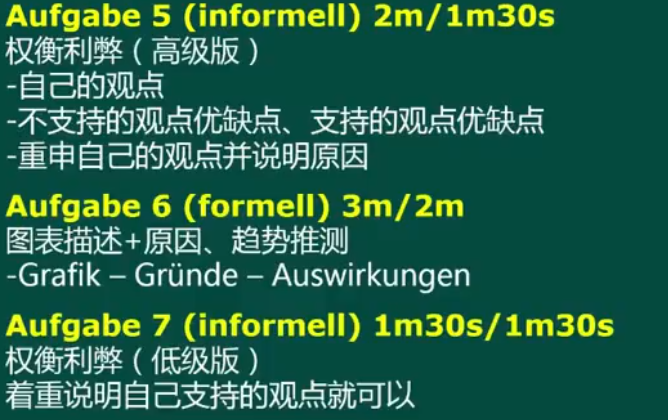 Aufgabe 5 (informell) 2m/1m30s
权衡利弊（高级版）
-自己的观点
-不支持的观点优缺点、支持的观点优缺点
-重申自己的观点并说明原因
Aufgabe 6 (formell) 3m/2m
图表描述+原因、趋势推测
-Grafik – Gründe – Auswirkungen
Aufgabe 7 (informell) 1m30s/1m30s
权衡利弊（低级版）
着重说明自己支持的观点就可以